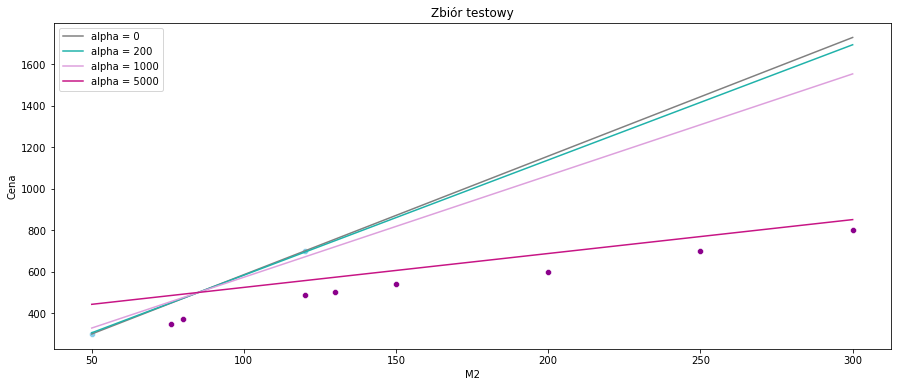 Zbiór testowy
alpha = 0
alpha = 200
alpha = 1000
alpha = 5000
Cena
1600
1400
1200
1000
800
600
400
50
100
150
200
250
300
M2